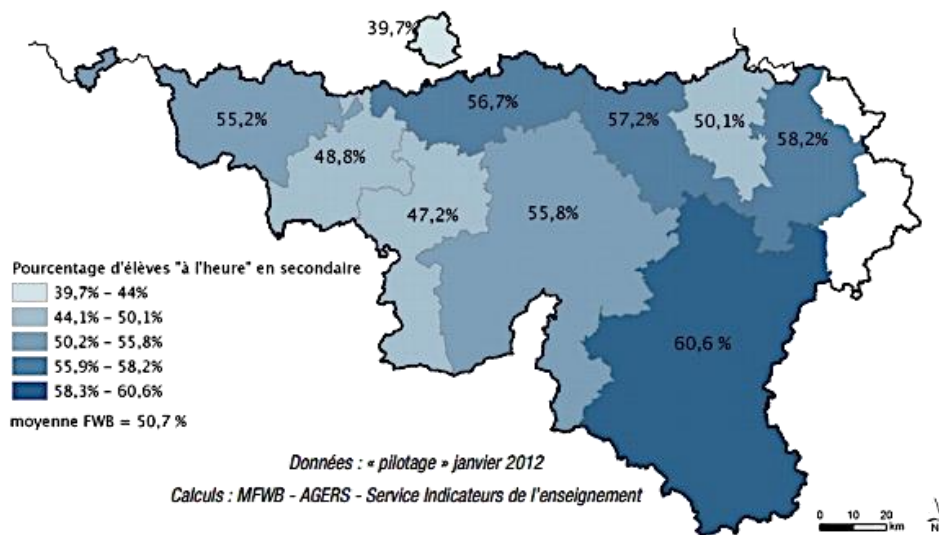 39,7%
56,7%
55,2%
57,2%
50,1%
58,2%
48,8%
47,2%
55,8%
Pourcentage d'élèves "à l'heure" en secondaire
39,7% - 44%
44,1% - 50,1%
50,2% - 55,8%
55,9% - 58,2%
58,3% - 60,6%
60,6 %
moyenne FWB = 50,7 %
Données : « pilotage » janvier 2012
Calculs : MFWB - AGERS - Service Indicateurs de l'enseignement
0 10 20
km
N